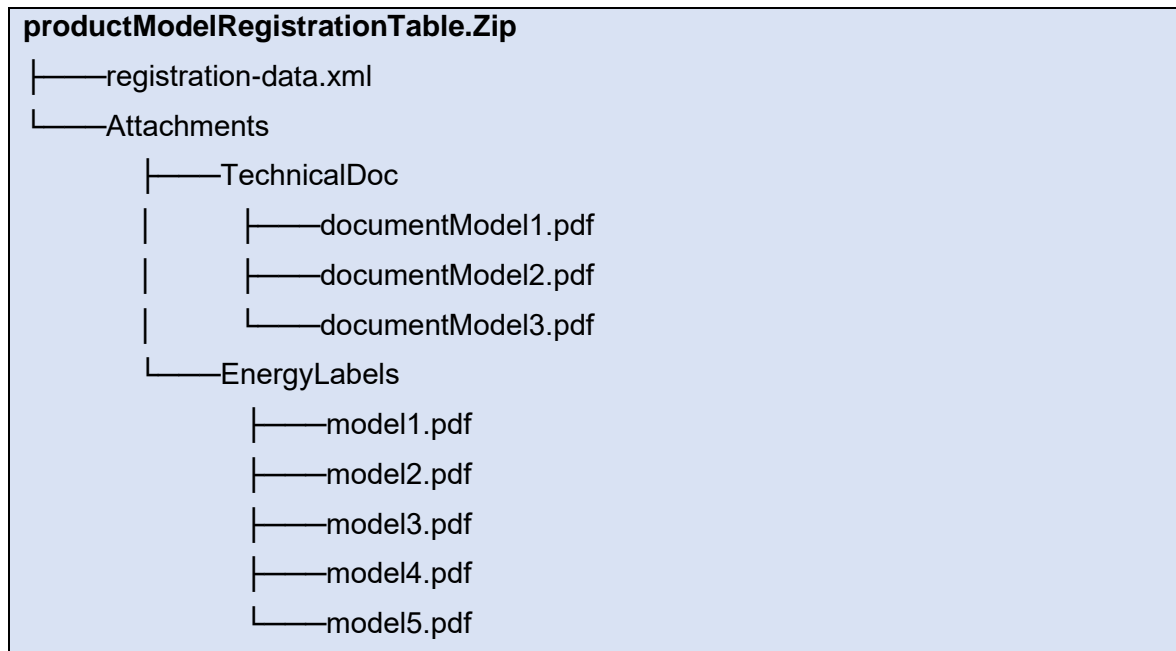 productModelRegistrationTable.Zip
├───registration-data.xml
└───Attachments
├───TechnicalDoc
│ ├───documentModel1.pdf
│ ├───documentModel2.pdf
│ └───documentModel3.pdf
└───EnergyLabels
├───model1.pdf
├───model2.pdf
├───model3.pdf
├───model4.pdf
└───model5.pdf